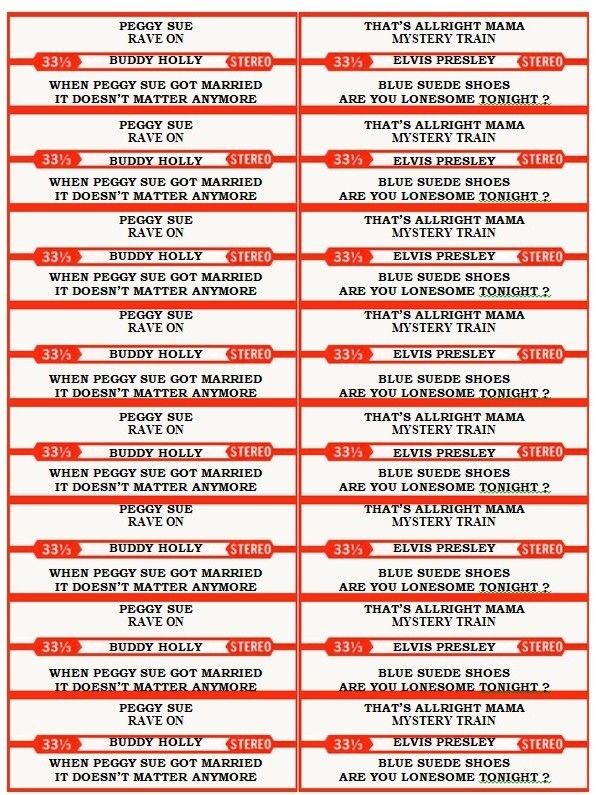 PEGGY SUE
RAVE ON
33⅓ BUDDY HOLLY STEREO
WHEN PEGGY SUE GOT MARRIED
IT DOESN'T MATTER ANYMORE
THAT'S ALLRIGHT MAMA
MYSTERY TRAIN
33⅓ ELVIS PRESLEY STEREO
BLUE SUEDE SHOES
ARE YOU LONESOME TONIGHT ?
PEGGY SUE
RAVE ON
33⅓ BUDDY HOLLY STEREO
WHEN PEGGY SUE GOT MARRIED
IT DOESN'T MATTER ANYMORE
THAT'S ALLRIGHT MAMA
MYSTERY TRAIN
33⅓ ELVIS PRESLEY STEREO
BLUE SUEDE SHOES
ARE YOU LONESOME TONIGHT ?
PEGGY SUE
RAVE ON
33⅓ BUDDY HOLLY STEREO
WHEN PEGGY SUE GOT MARRIED
IT DOESN'T MATTER ANYMORE
THAT'S ALLRIGHT MAMA
MYSTERY TRAIN
33⅓ ELVIS PRESLEY STEREO
BLUE SUEDE SHOES
ARE YOU LONESOME TONIGHT ?
PEGGY SUE
RAVE ON
33⅓ BUDDY HOLLY STEREO
WHEN PEGGY SUE GOT MARRIED
IT DOESN'T MATTER ANYMORE
THAT'S ALLRIGHT MAMA
MYSTERY TRAIN
33⅓ ELVIS PRESLEY STEREO
BLUE SUEDE SHOES
ARE YOU LONESOME TONIGHT ?
PEGGY SUE
RAVE ON
33⅓ BUDDY HOLLY STEREO
WHEN PEGGY SUE GOT MARRIED
IT DOESN'T MATTER ANYMORE
THAT'S ALLRIGHT MAMA
MYSTERY TRAIN
33⅓ ELVIS PRESLEY STEREO
BLUE SUEDE SHOES
ARE YOU LONESOME TONIGHT ?
PEGGY SUE
RAVE ON
33⅓ BUDDY HOLLY STEREO
WHEN PEGGY SUE GOT MARRIED
IT DOESN'T MATTER ANYMORE
THAT'S ALLRIGHT MAMA
MYSTERY TRAIN
33⅓ ELVIS PRESLEY STEREO
BLUE SUEDE SHOES
ARE YOU LONESOME TONIGHT ?
PEGGY SUE
RAVE ON
33⅓ BUDDY HOLLY STEREO
WHEN PEGGY SUE GOT MARRIED
IT DOESN'T MATTER ANYMORE
THAT'S ALLRIGHT MAMA
MYSTERY TRAIN
33⅓ ELVIS PRESLEY STEREO
BLUE SUEDE SHOES
ARE YOU LONESOME TONIGHT ?
PEGGY SUE
RAVE ON
33⅓ BUDDY HOLLY STEREO
WHEN PEGGY SUE GOT MARRIED
IT DOESN'T MATTER ANYMORE
THAT'S ALLRIGHT MAMA
MYSTERY TRAIN
33⅓ ELVIS PRESLEY STEREO
BLUE SUEDE SHOES
ARE YOU LONESOME TONIGHT ?